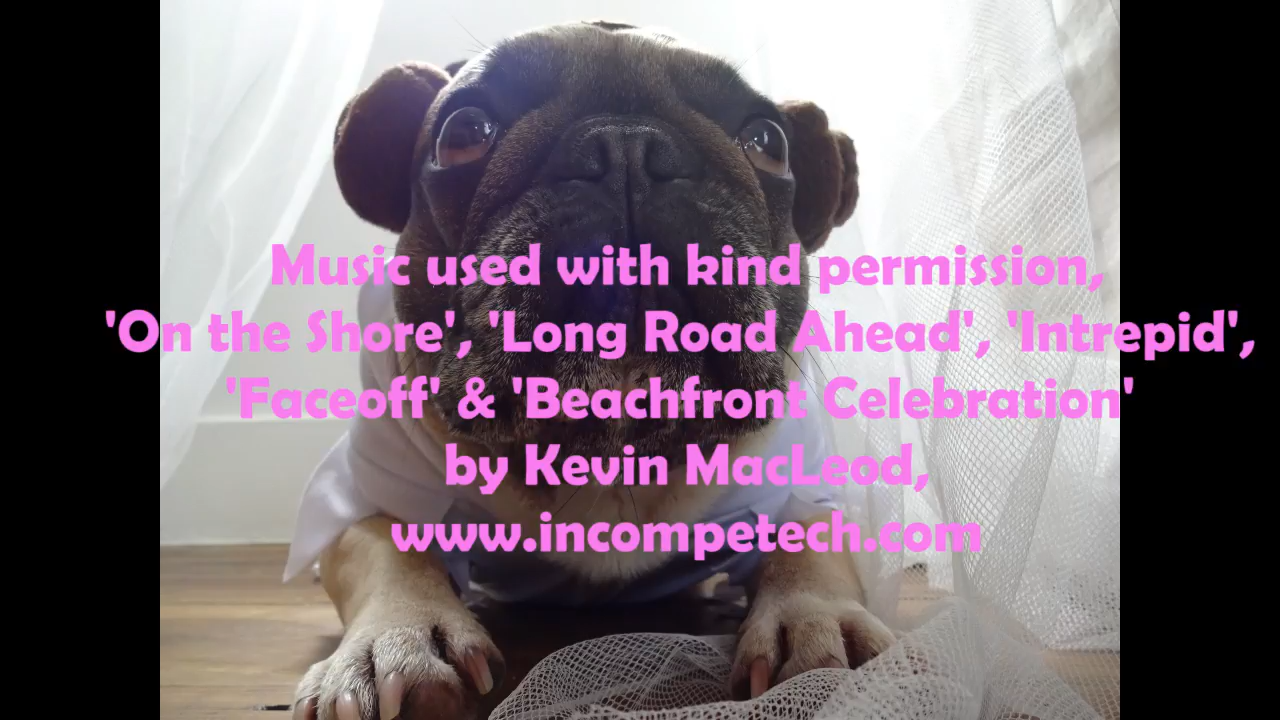 Music used with kind permission,
'On the Shore', 'Long Road Ahead', 'Intrepid',
'Faceoff' & 'Beachfront Celebration'
by Kevin MacLeod,
www.incompetech.com